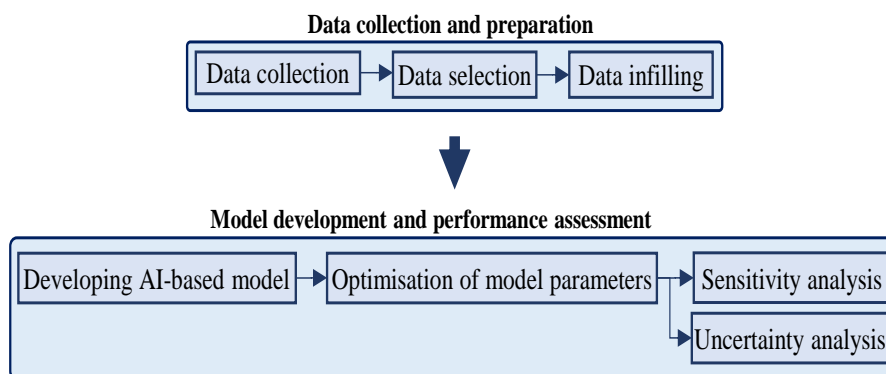 Data collection and preparation
Data collection
Data selection
Data infilling
Model development and performance assessment
Developing AI-based model
Optimisation of model parameters
Sensitivity analysis
Uncertainty analysis